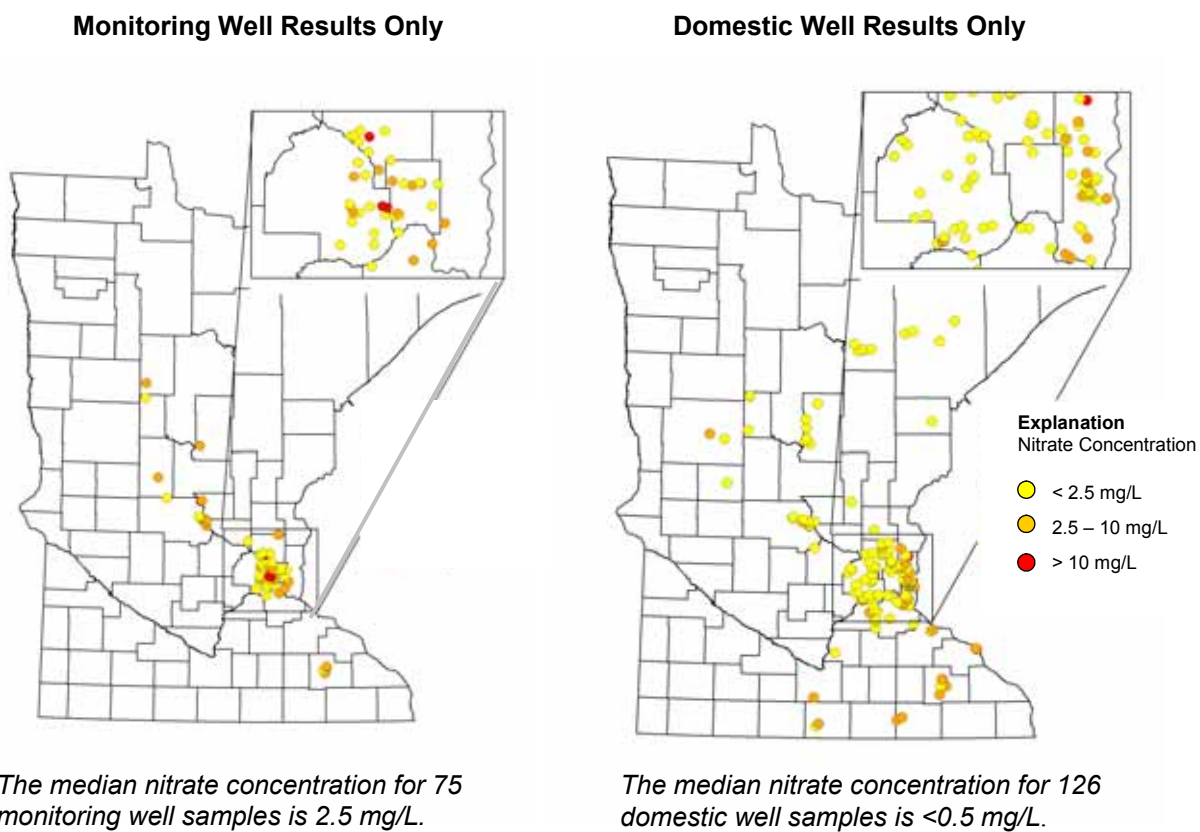 Monitoring Well Results Only
Domestic Well Results Only
Explanation
Nitrate Concentration
< 2.5 mg/L
2.5 – 10 mg/L
> 10 mg/L
The median nitrate concentration for 75
monitoring well samples is 2.5 mg/L.
The median nitrate concentration for 126
domestic well samples is <0.5 mg/L.